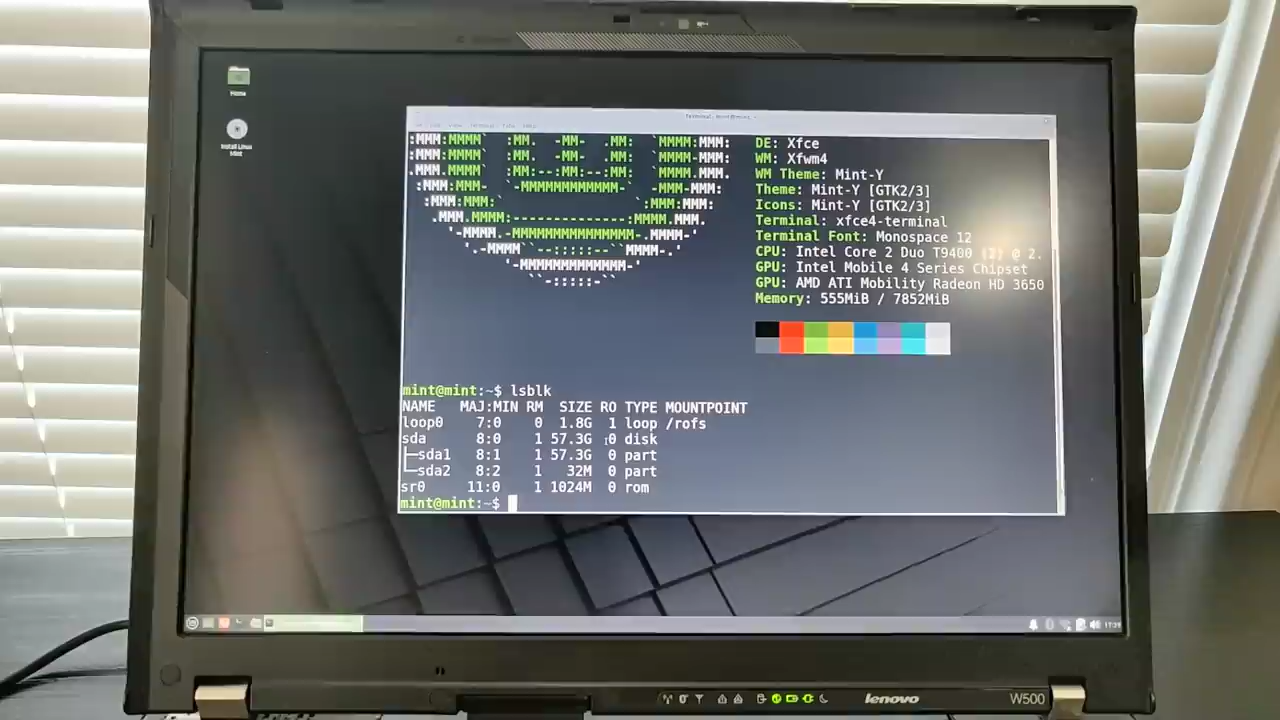 Home
Install Linux
Mint
DE: Xfce
WM: Xfwm4
WM Theme: Mint-Y
Theme: Mint-Y [GTK2/3]
Icons: Mint-Y [GTK2/3]
Terminal: xfce4-terminal
Terminal Font: Monospace 12
CPU: Intel Core 2 Duo T9400 (2) @ 2.
GPU: Intel Mobile 4 Series Chipset
GPU: AMD ATI Mobility Radeon HD 3650
Memory: 555MiB / 7852MiB
mint@mint:~$ lsblk
NAME MAJ:MIN RM SIZE RO TYPE MOUNTPOINT
loop0 7:0 0 1.8G 1 loop /rofs
sda 8:0 1 57.3G 0 disk
├─sda1 8:1 1 57.3G 0 part
└─sda2 8:2 1 32M 0 part
sr0 11:0 1 1024M 0 rom
mint@mint:~$
lenovo
W500